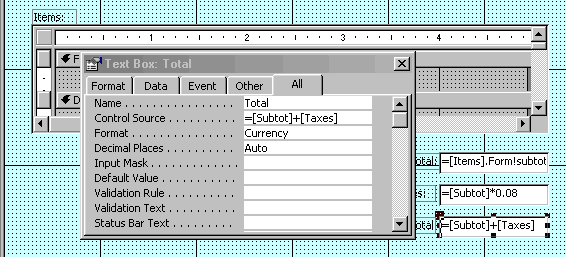 Items:
1 2 3 4
F
D
Text Box: Total
Format Data Event Other All
Name . . . . . . . . . . . . . . Total
Control Source . . . . . . . . =[Subtot]+[Taxes]
Format . . . . . . . . . . . . . Currency
Decimal Places . . . . . . . . Auto
Input Mask . . . . . . . . . .
Default Value . . . . . . . . .
Validation Rule . . . . . . . .
Validation Text . . . . . . . .
Status Bar Text . . . . . . . .
otal: =[Items].Form!subtot
es: =[Subtot]*0.08
otal =[Subtot]+[Taxes]